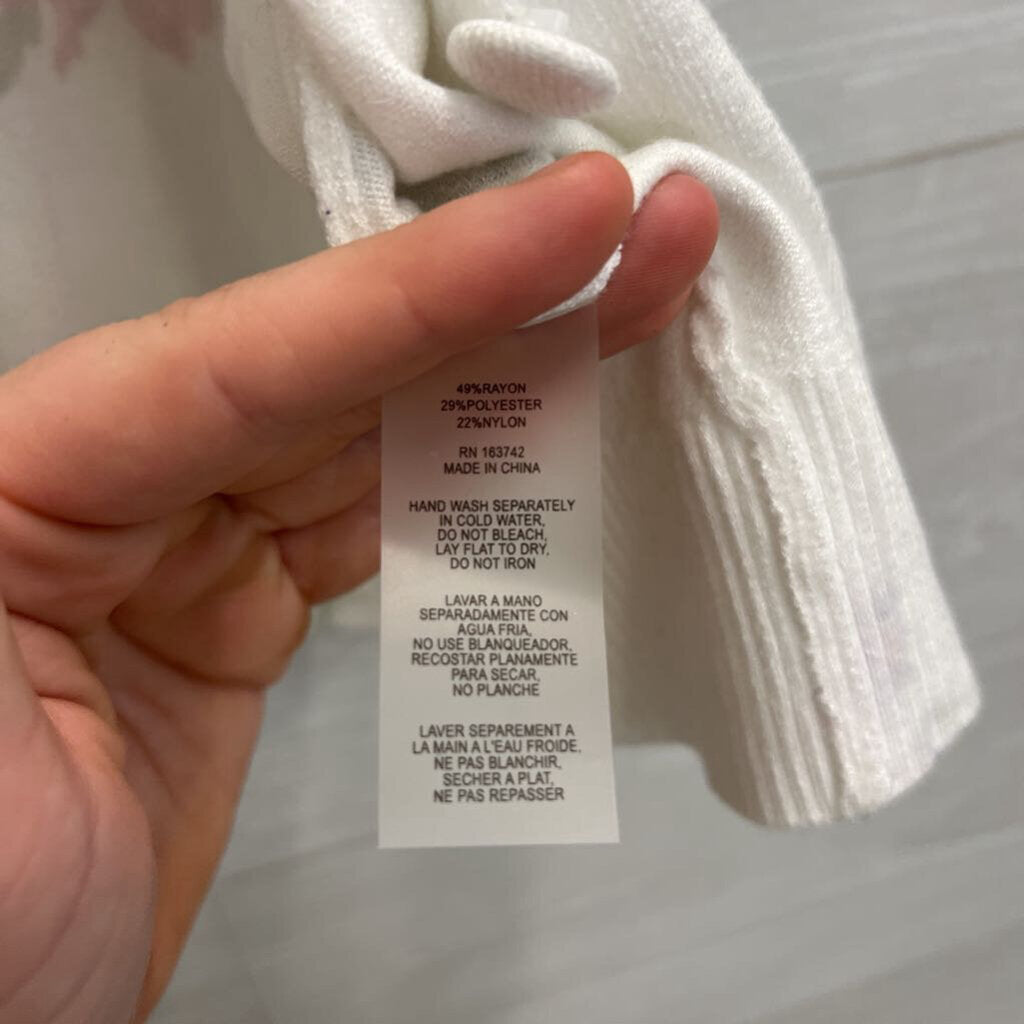 49%RAYON
29%POLYESTER
22%NYLON
RN 163742
MADE IN CHINA
HAND WASH SEPARATELY
IN COLD WATER,
DO NOT BLEACH,
LAY FLAT TO DRY,
DO NOT IRON
LAVAR A MANO
SEPARADAMENTE CON
AGUA FRIA,
NO USE BLANQUEADOR,
RECOSTAR PLANAMENTE
PARA SECAR,
NO PLANCHE
LAVER SEPAREMENT A
LA MAIN A L'EAU FROIDE,
NE PAS BLANCHIR,
SECHER A PLAT,
NE PAS REPASSER